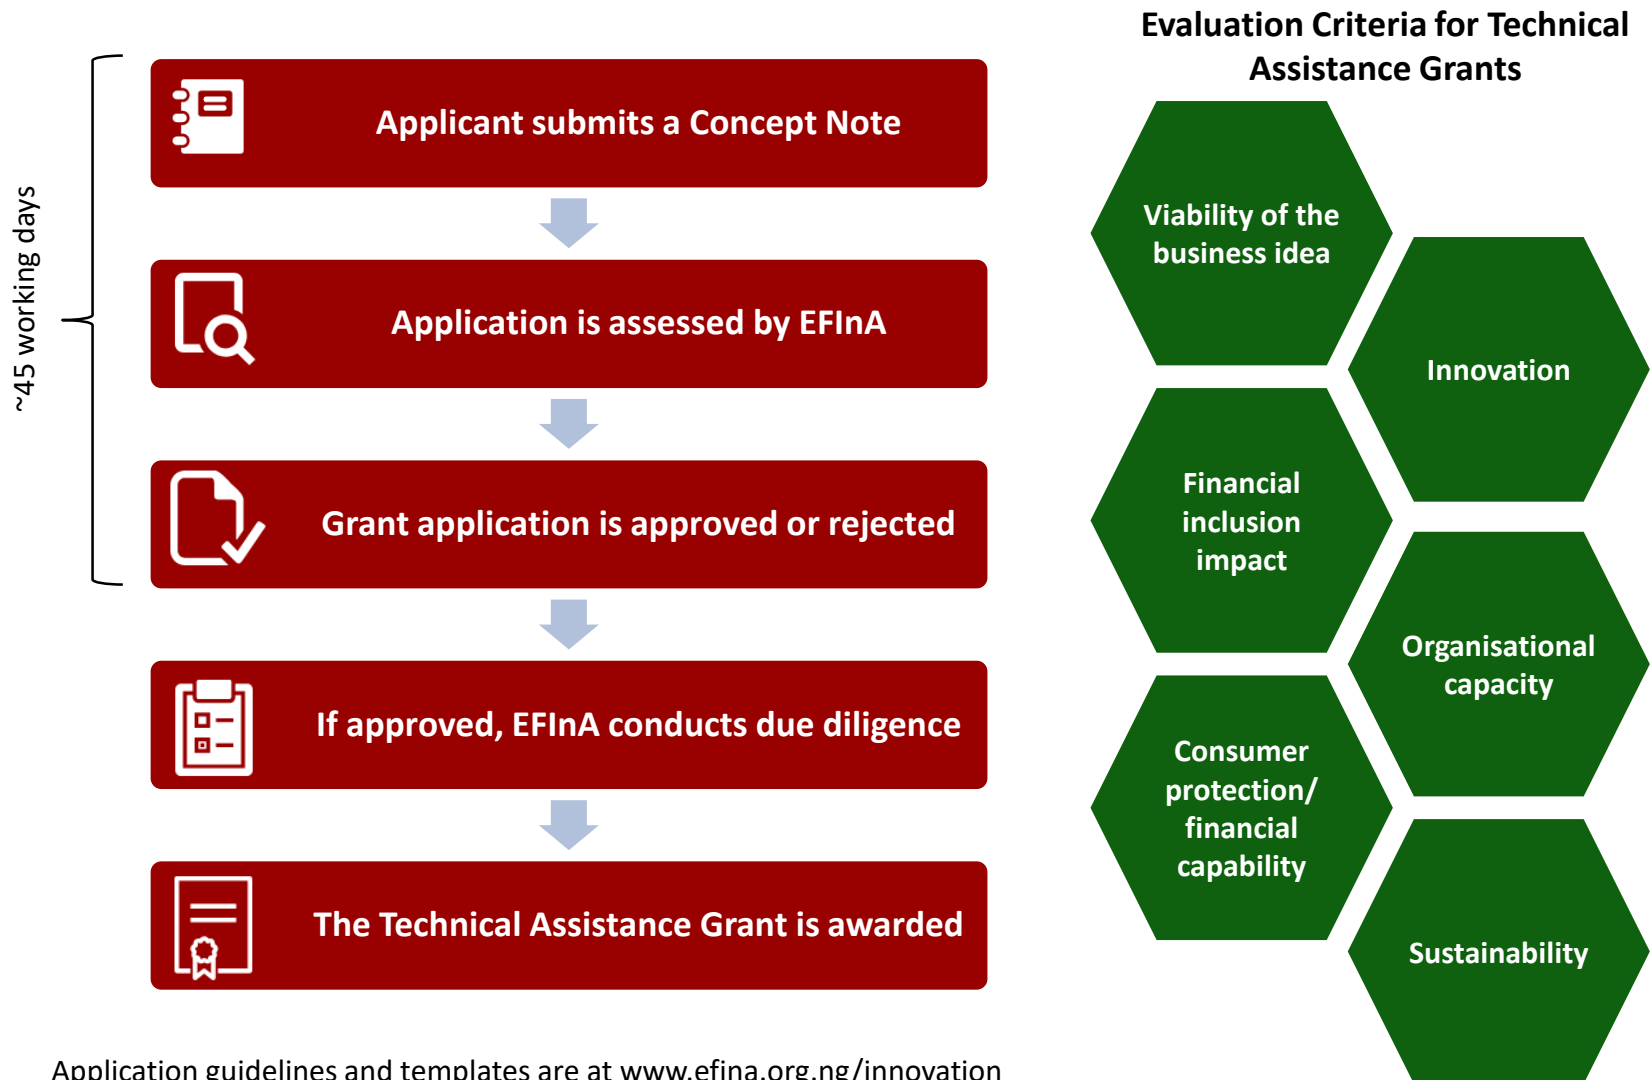 Evaluation Criteria for Technical
Assistance Grants
~45 working days
Applicant submits a Concept Note
Application is assessed by EFInA
Grant application is approved or rejected
If approved, EFInA conducts due diligence
The Technical Assistance Grant is awarded
Viability of the
business idea
Innovation
Financial
inclusion
impact
Organisational
capacity
Consumer
protection/
financial
capability
Sustainability
Application guidelines and templates are at www.efina.org.ng/innovation